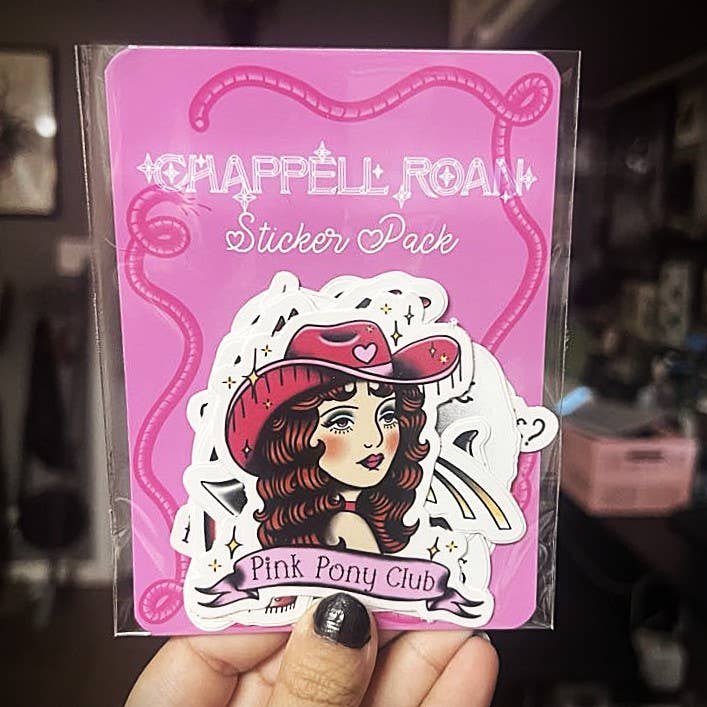 CHAPPELL ROAN
Sticker Pack
Pink Pony Club